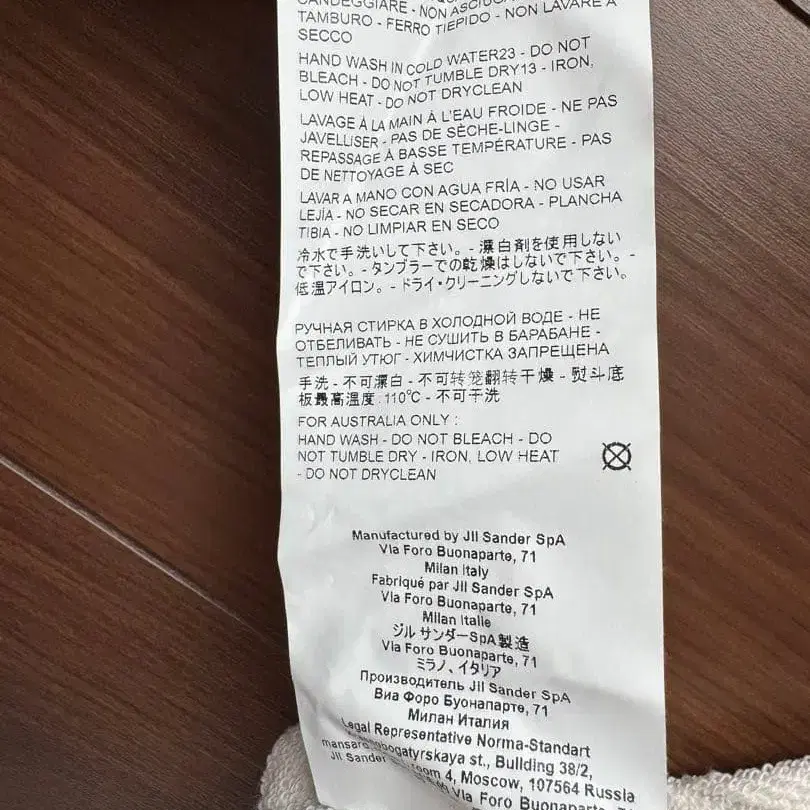 CANDEGGIARE - NON ASCIUG
TAMBURO - FERRO TIEPIDO - NON LAVARE A
SECCO
HAND WASH IN COLD WATER23 - DO NOT
BLEACH - DO NOT TUMBLE DRY13 - IRON,
LOW HEAT - DO NOT DRYCLEAN
LAVAGE À LA MAIN À L'EAU FROIDE - NE PAS
JAVELLISER - PAS DE SÈCHE-LINGE -
REPASSAGE À BASSE TEMPÉRATURE - PAS
DE NETTOYAGE À SEC
LAVAR A MANO CON AGUA FRÍA - NO USAR
LEJÍA - NO SECAR EN SECADORA - PLANCHA
TIBIA - NO LIMPIAR EN SECO
冷水で手洗いして下さい。- 漂白剤を使用しない
で下さい。- タンブラーでの乾燥はしないで下さい。-
低温アイロン。- ドライ・クリーニングしないで下さい。
РУЧНАЯ СТИРКА В ХОЛОДНОЙ ВОДЕ - НЕ
ОТБЕЛИВАТЬ - НЕ СУШИТЬ В БАРАБАНЕ -
ТЕПЛЫЙ УТЮГ - ХИМЧИСТКА ЗАПРЕЩЕНА
手洗 - 不可漂白 - 不可转笼翻转干燥 - 熨斗底
板最高温度:110℃ - 不可干洗
FOR AUSTRALIA ONLY :
HAND WASH - DO NOT BLEACH - DO
NOT TUMBLE DRY - IRON, LOW HEAT
- DO NOT DRYCLEAN
Manufactured by Jil Sander SpA
Via Foro Buonaparte, 71
Milan Italy
Fabriqué par Jil Sander SpA
Via Foro Buonaparte, 71
Milan Italie
ジル サンダーSpA製造
Via Foro Buonaparte, 71
ミラノ、イタリア
Производитель Jil Sander SpA
Виа Форо Буонапарте, 71
Милан Италия
Legal Representative Norma-Standart
bogatyrskaya st., Building 38/2,
mansard room 4, Moscow, 107564 Russia
Jil Sander Via Foro Buonaparte, 71